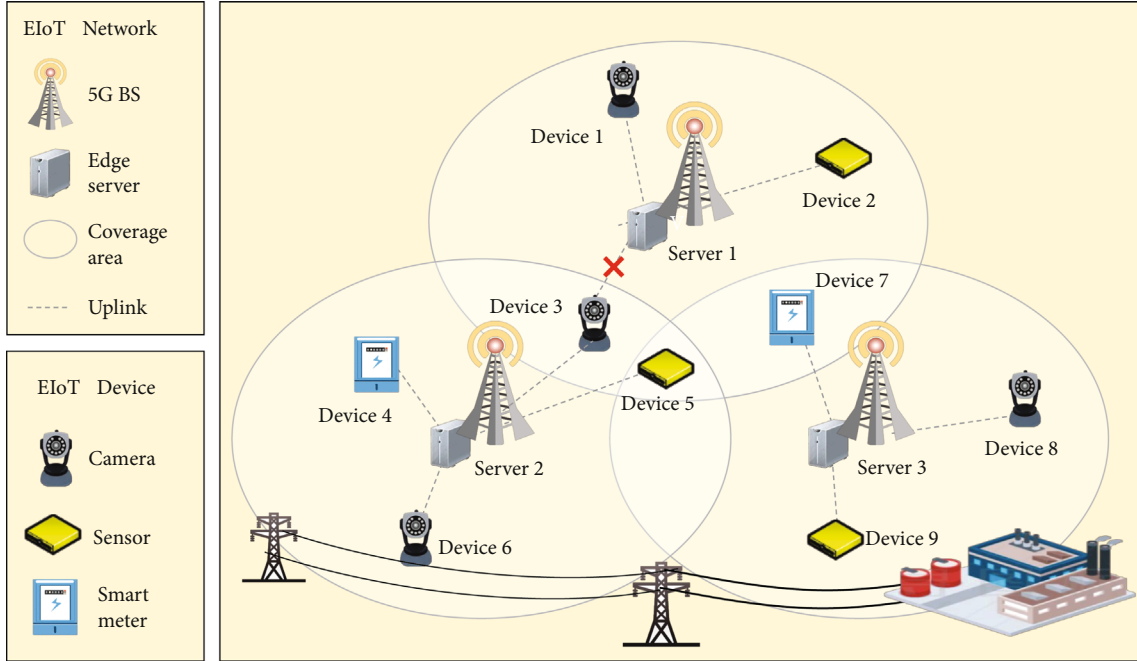 EIoT Network
5G BS
Edge
server
Coverage
area
Uplink
EIoT Device
Camera
Sensor
Smart
meter
Device 1
Device 2
Server 1
Device 3
Device 7
Device 4
Device 5
Server 2
Device 6
Server 3
Device 8
Device 9